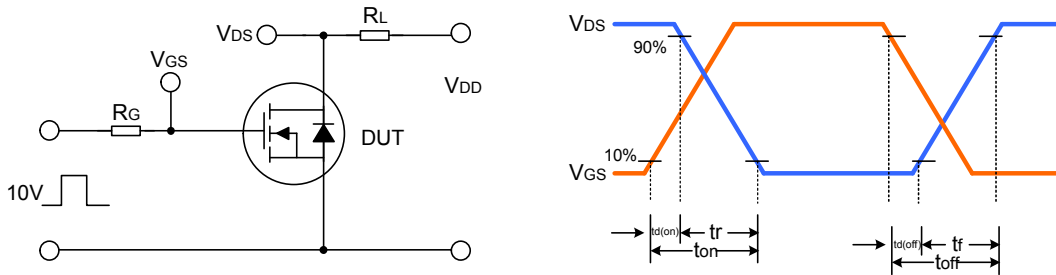 RL
VDS
VGS
VDD
RG
DUT
10V
VDS
90%
10%
VGS
td(on)
tr
ton
td(off)
tf
toff